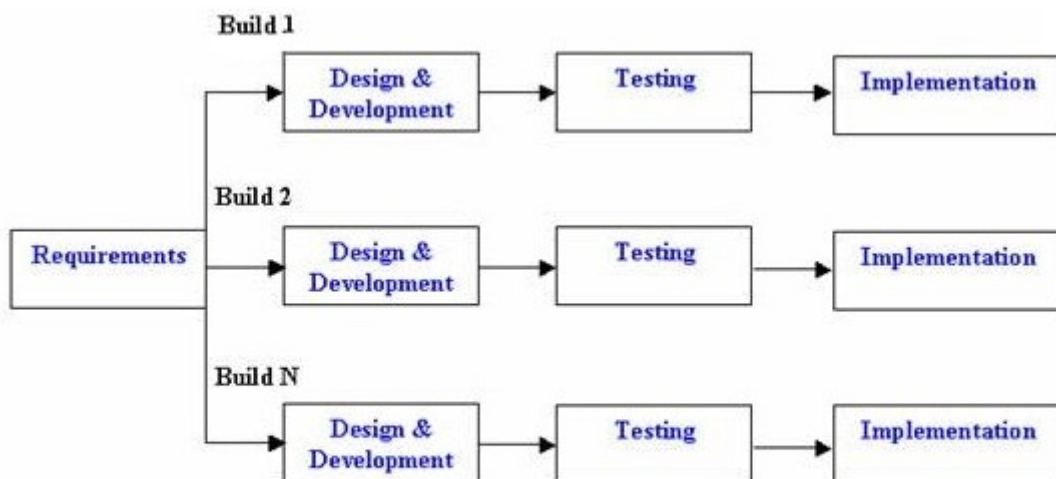 Build 1
Design &
Development
Testing
Implementation
Build 2
Requirements
Design &
Development
Testing
Implementation
Build N
Design &
Development
Testing
Implementation